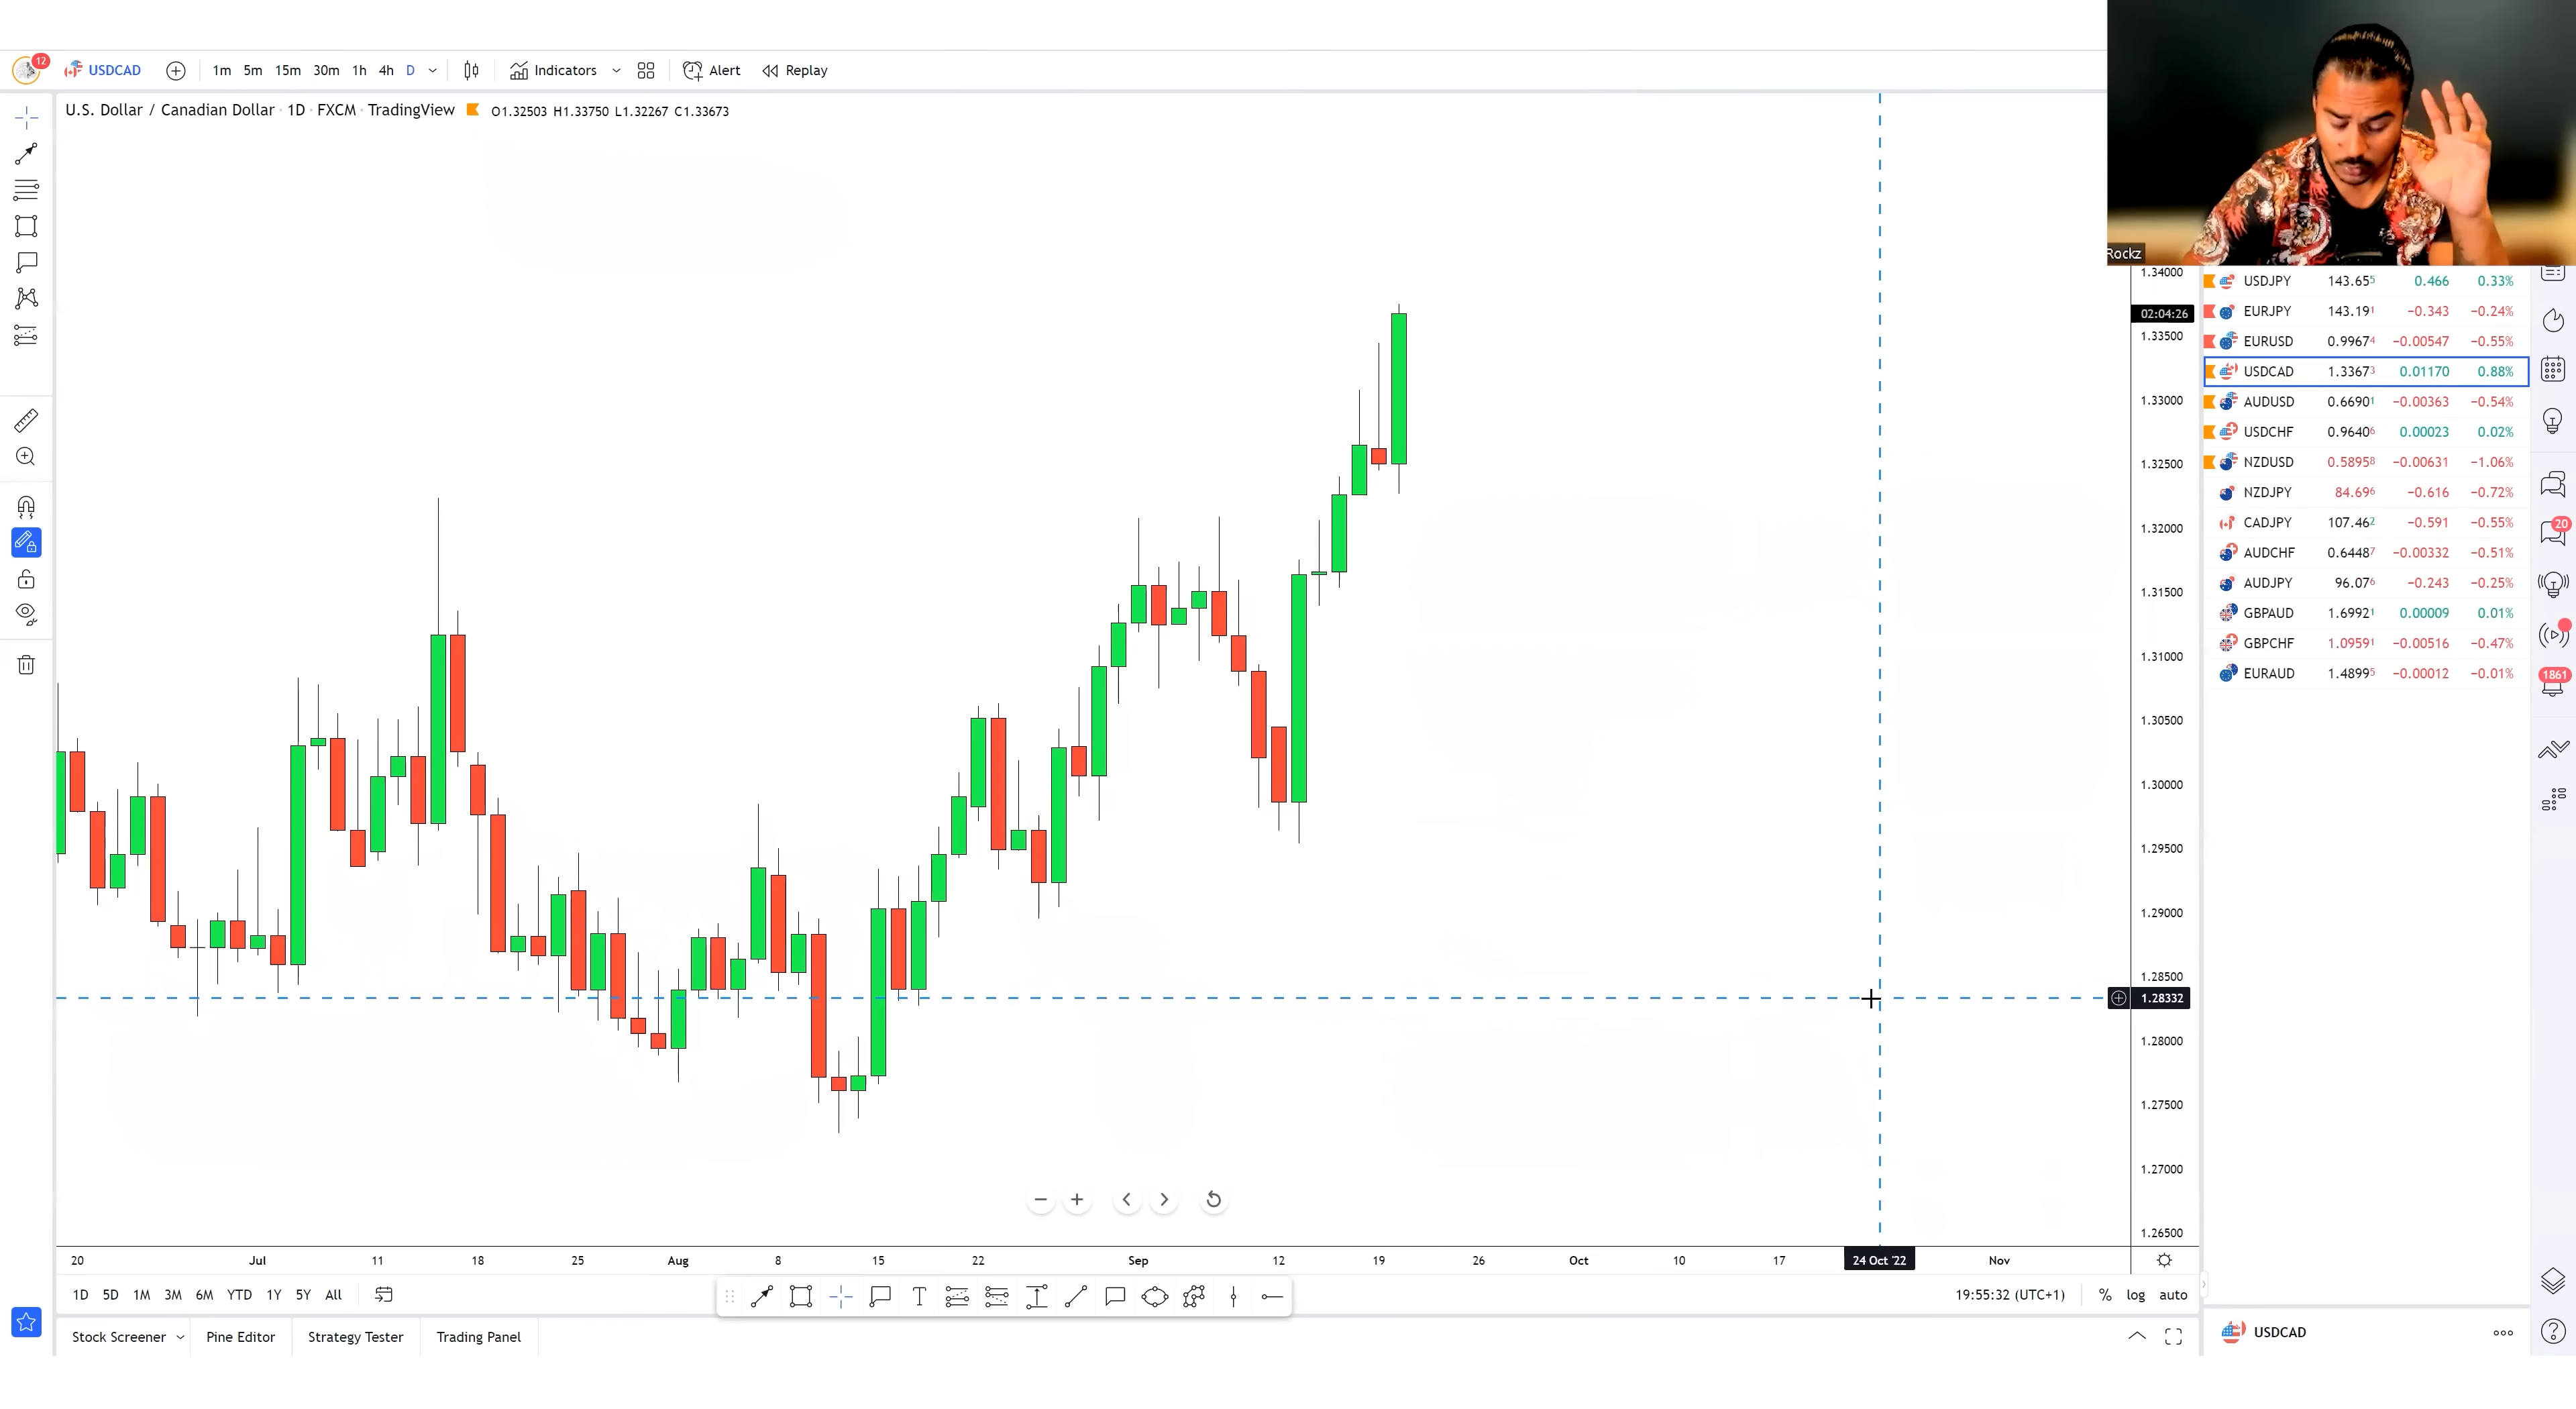 12 USDCAD 1m 5m 15m 30m 1h 4h D Indicators Alert Replay
U.S. Dollar / Canadian Dollar · 1D · FXCM · TradingView O1.32503 H1.33750 L1.32267 C1.33673
Rockz
1.34000
02:04:26
1.33500
1.33000
1.32500
1.32000
1.31500
1.31000
1.30500
1.30000
1.29500
1.29000
1.28500
1.28332
1.28000
1.27500
1.27000
1.26500
USDJPY 143.655 0.466 0.33%
EURJPY 143.191 −0.343 −0.24%
EURUSD 0.99674 −0.00547 −0.55%
USDCAD 1.33673 0.01170 0.88%
AUDUSD 0.66901 −0.00363 −0.54%
USDCHF 0.96406 0.00023 0.02%
NZDUSD 0.58958 −0.00631 −1.06%
NZDJPY 84.696 −0.616 −0.72%
CADJPY 107.462 −0.591 −0.55%
AUDCHF 0.64487 −0.00332 −0.51%
AUDJPY 96.076 −0.243 −0.25%
GBPAUD 1.69921 0.00009 0.01%
GBPCHF 1.09591 −0.00516 −0.47%
EURAUD 1.48995 −0.00012 −0.01%
20
1861
20 Jul 11 18 25 Aug 8 15 22 Sep 12 19 26 Oct 10 17 24 Oct '22 Nov
1D 5D 1M 3M 6M YTD 1Y 5Y All T 19:55:32 (UTC+1) % log auto
Stock Screener Pine Editor Strategy Tester Trading Panel
USDCAD